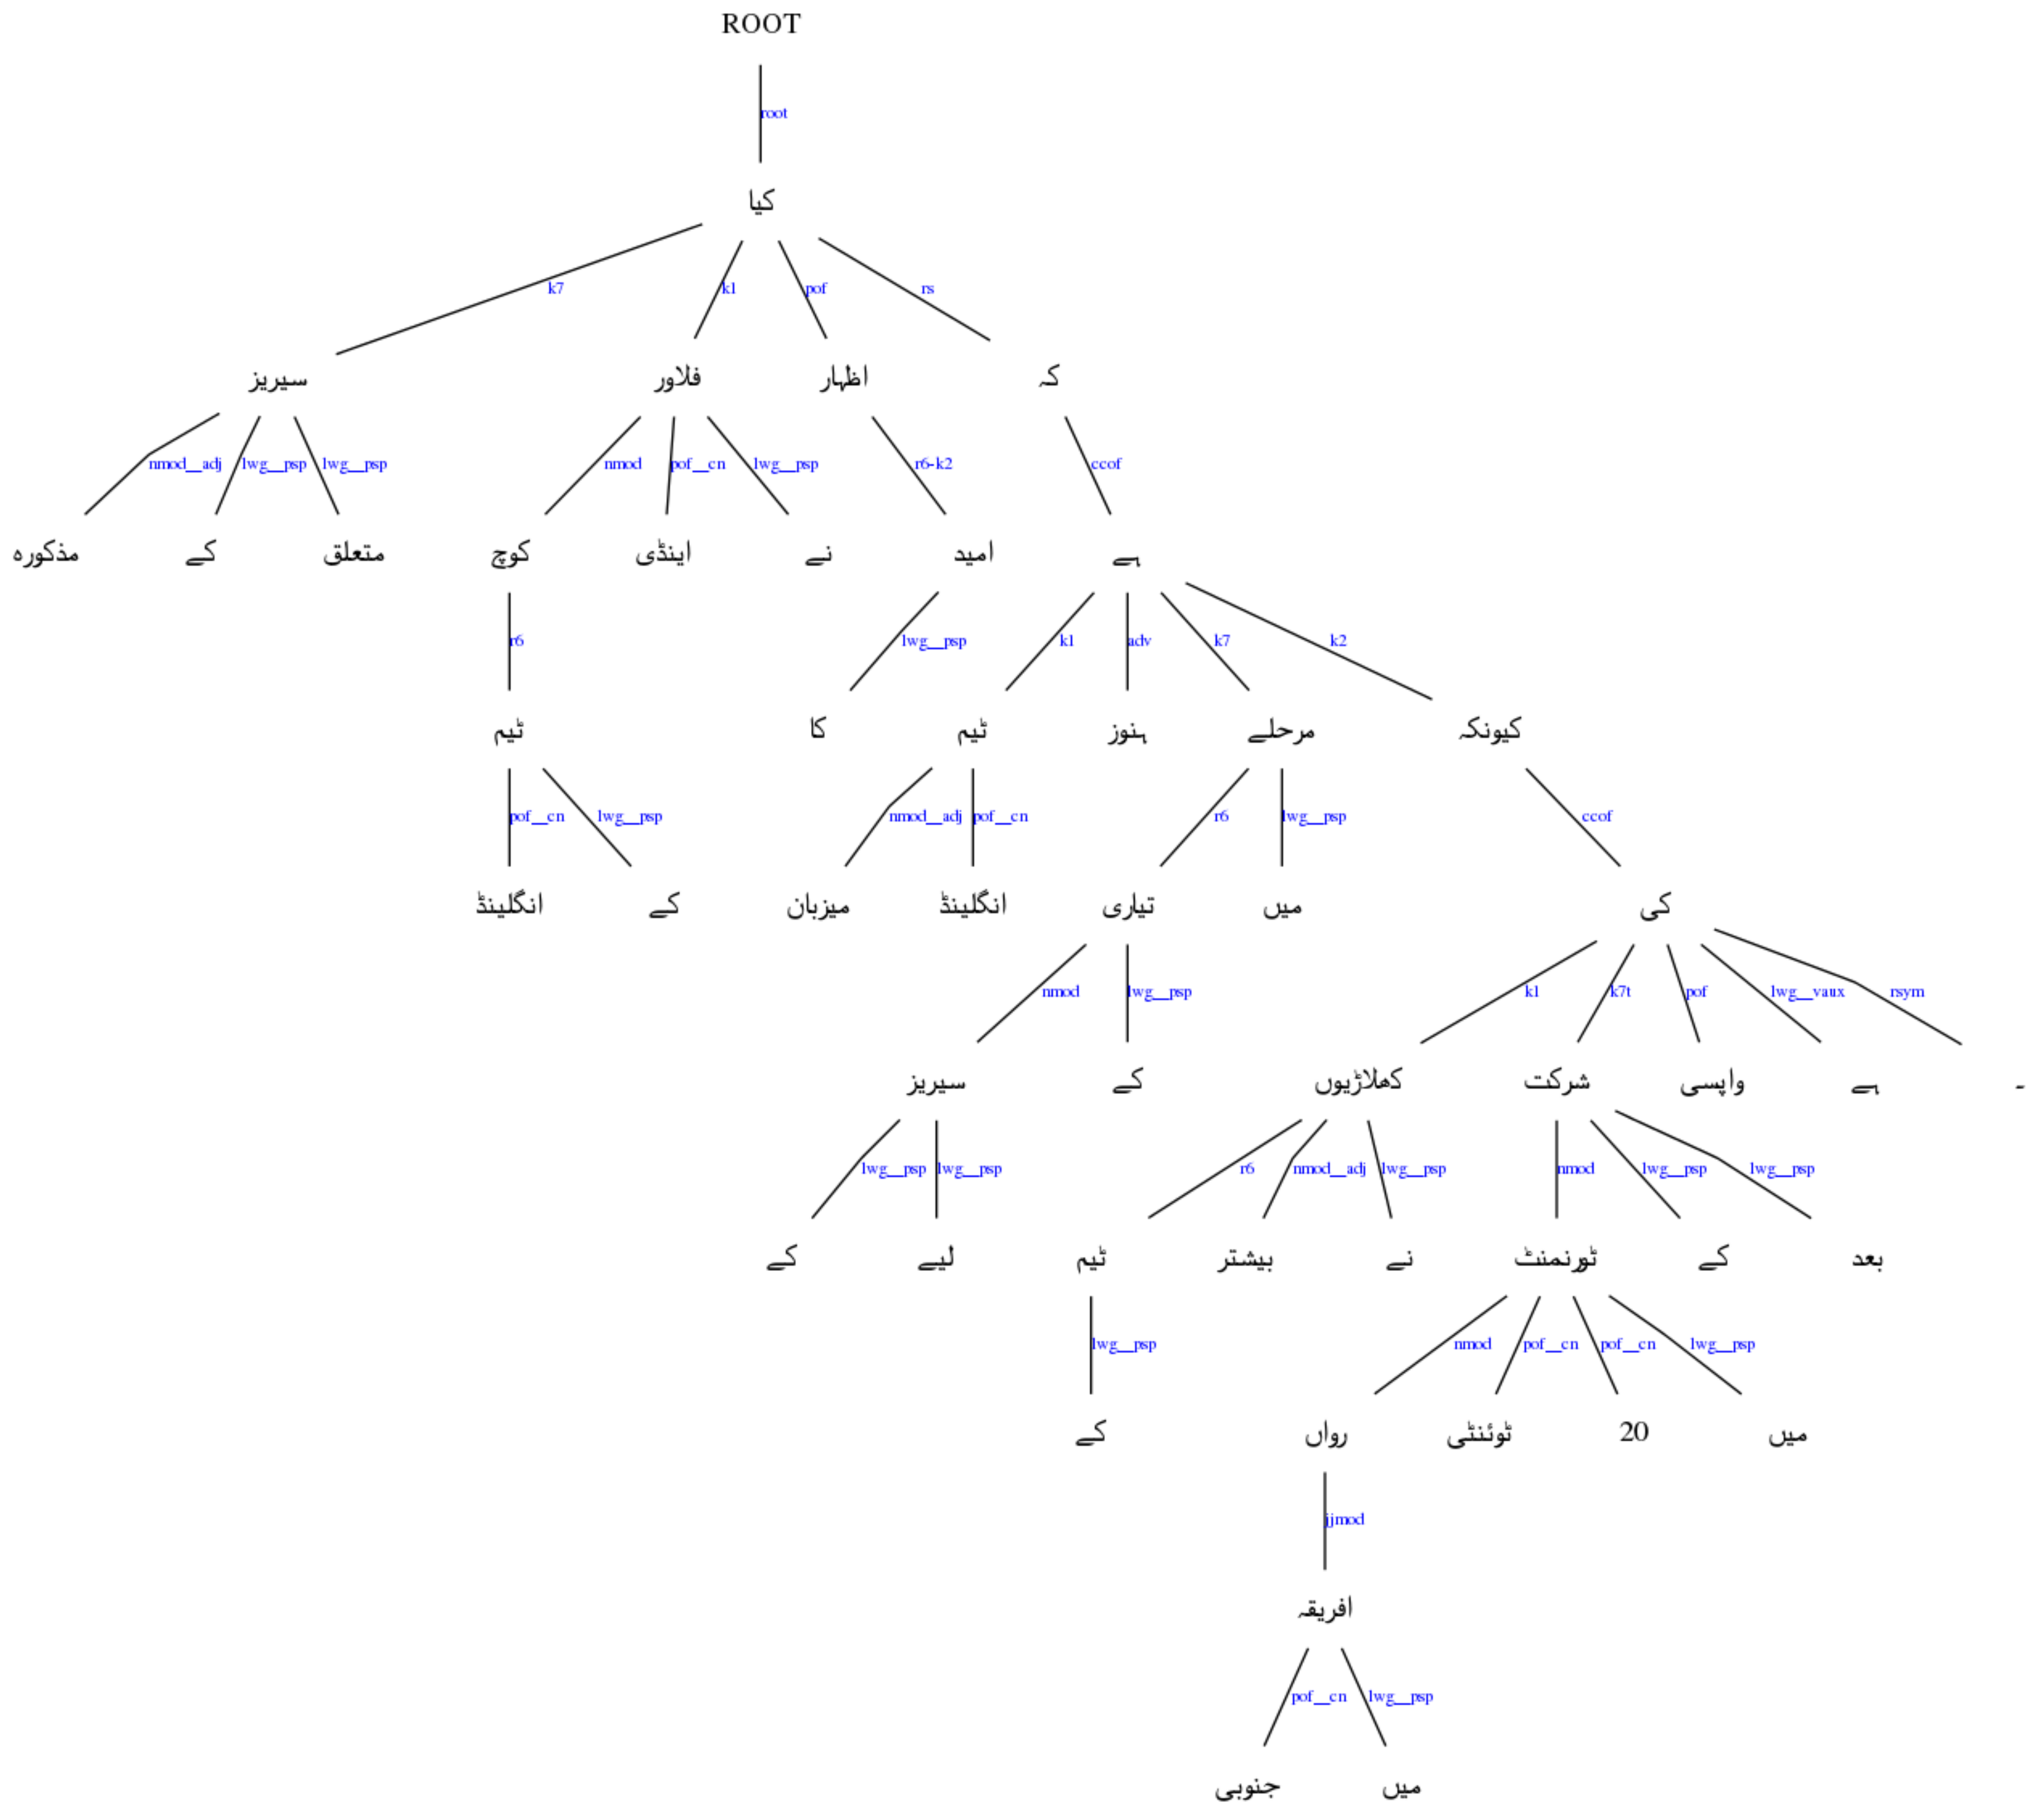 ROOT
root
کیا
k7 k1 pof rs
سیریز فلاور اظہار کہ
nmod__adj lwg__psp lwg__psp nmod pof__cn lwg__psp r6-k2 ccof
مذکورہ کے متعلق کوچ اینڈی نے امید ہے
r6 lwg__psp k1 adv k7 k2
ٹیم کا ٹیم ہنوز مرحلے کیونکہ
pof__cn lwg__psp nmod__adj pof__cn r6 lwg__psp ccof
انگلینڈ کے میزبان انگلینڈ تیاری میں کی
nmod lwg__psp k1 k7t pof lwg__vaux rsym
سیریز کے کھلاڑیوں شرکت واپسی ہے ۔
lwg__psp lwg__psp r6 nmod__adj lwg__psp nmod lwg__psp lwg__psp
کے لیے ٹیم بیشتر نے ٹورنمنٹ کے بعد
lwg__psp nmod pof__cn pof__cn lwg__psp
کے رواں ٹوئنٹی 20 میں
jjmod
افریقہ
pof__cn lwg__psp
جنوبی میں